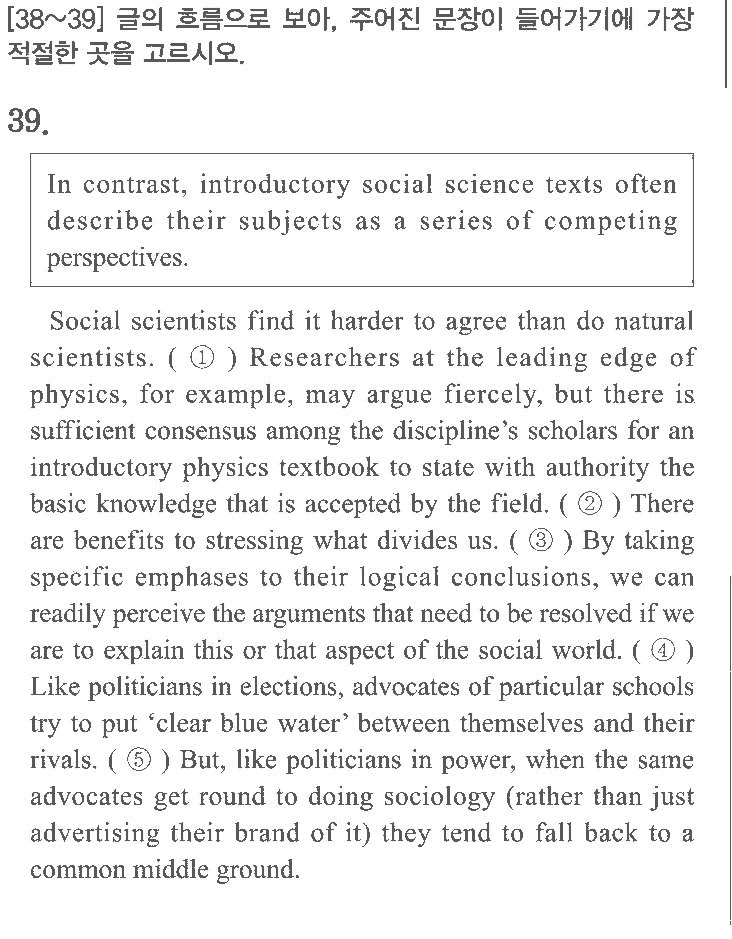 [38~39] 글의 흐름으로 보아, 주어진 문장이 들어가기에 가장
적절한 곳을 고르시오.
39.
In contrast, introductory social science texts often
describe their subjects as a series of competing
perspectives.
Social scientists find it harder to agree than do natural
scientists. ( ① ) Researchers at the leading edge of
physics, for example, may argue fiercely, but there is
sufficient consensus among the discipline's scholars for an
introductory physics textbook to state with authority the
basic knowledge that is accepted by the field. ( ② ) There
are benefits to stressing what divides us. ( ③ ) By taking
specific emphases to their logical conclusions, we can
readily perceive the arguments that need to be resolved if we
are to explain this or that aspect of the social world. ( ④ )
Like politicians in elections, advocates of particular schools
try to put ‘clear blue water’ between themselves and their
rivals. ( ⑤ ) But, like politicians in power, when the same
advocates get round to doing sociology (rather than just
advertising their brand of it) they tend to fall back to a
common middle ground.